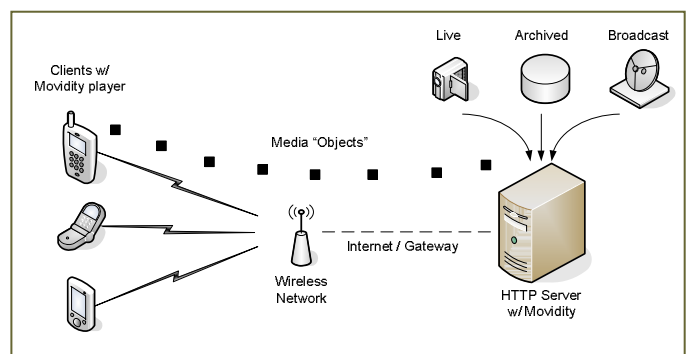 Live
Archived
Broadcast
Clients w/
Movidity player
Media “Objects”
Internet / Gateway
Wireless
Network
HTTP Server
w/ Movidity